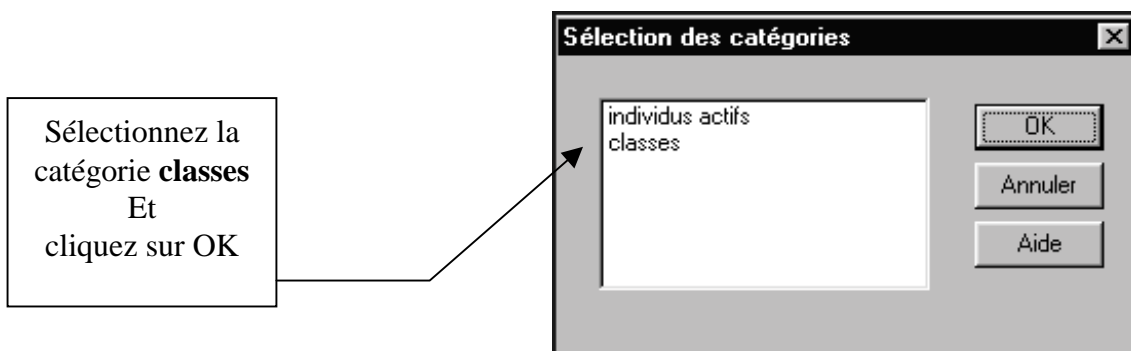 Sélection des catégories
Sélectionnez la
catégorie classes
Et
cliquez sur OK
individus actifs
classes
OK
Annuler
Aide